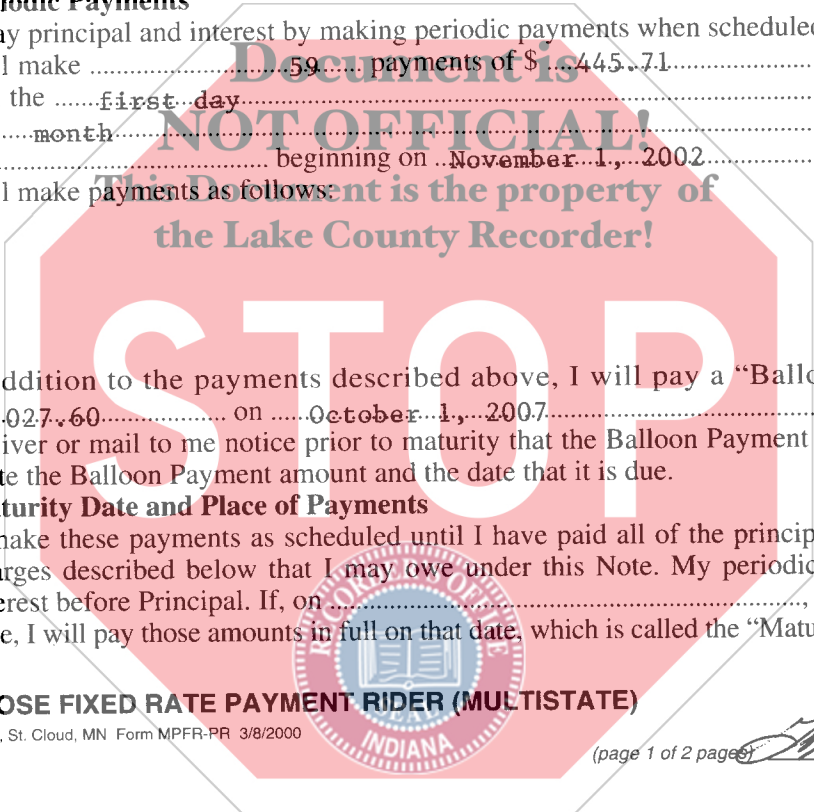 odic Payments
ay principal and interest by making periodic payments when scheduled
l make 59 payments of $ 445.71
the first day
month
beginning on November 1, 2002
l make payments as follows:
Document is
NOT OFFICIAL!
This Document is the property of
the Lake County Recorder!
STOP
ddition to the payments described above, I will pay a “Ballo
027.60 on October 1, 2007
iver or mail to me notice prior to maturity that the Balloon Payment
te the Balloon Payment amount and the date that it is due.
turity Date and Place of Payments
make these payments as scheduled until I have paid all of the princip
arges described below that I may owe under this Note. My periodic
erest before Principal. If, on ,
e, I will pay those amounts in full on that date, which is called the “Matu
OSE FIXED RATE PAYMENT RIDER (MULTISTATE)
, St. Cloud, MN Form MPFR-PR 3/8/2000
(page 1 of 2 pages)
RECORDER'S OFFICE
SEAL
INDIANA